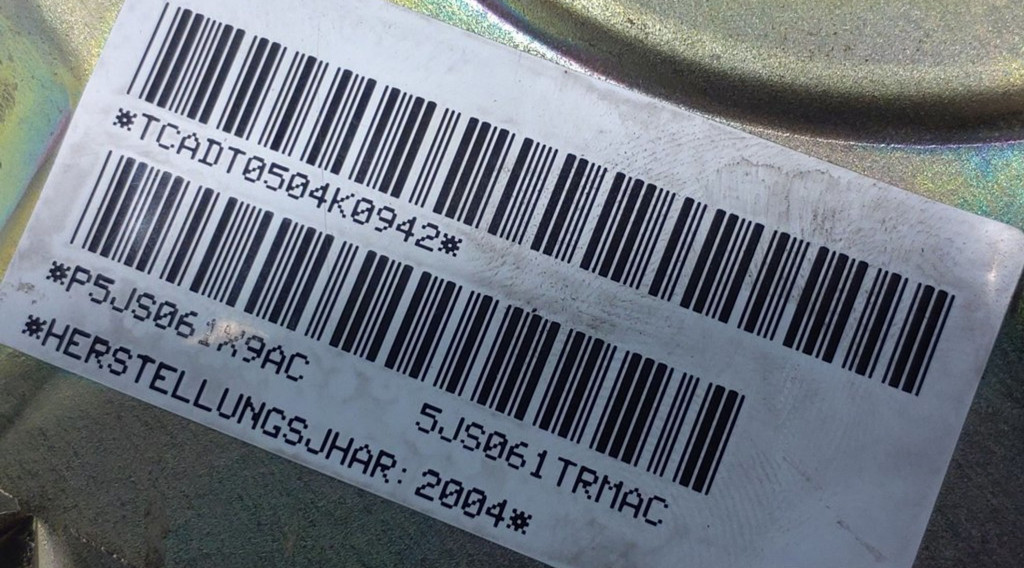 *TCADT0504K0942*
*P5JS061X9AC 5JS061TRMAC
*HERSTELLUNGSJHAR: 2004*